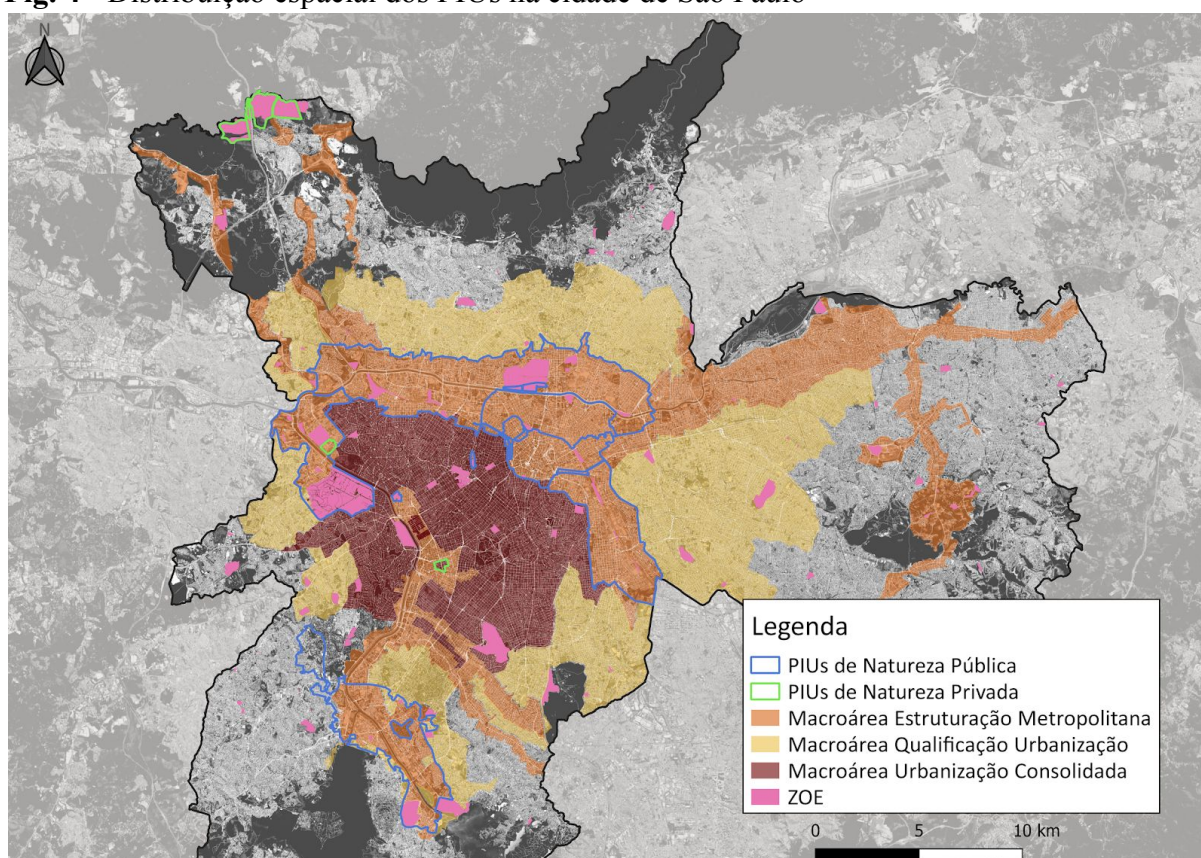 Fig. 4 - Distribuição espacial dos PIUs na cidade de São Paulo
N
Legenda
PIUs de Natureza Pública
PIUs de Natureza Privada
Macroárea Estruturação Metropolitana
Macroárea Qualificação Urbanização
Macroárea Urbanização Consolidada
ZOE
0 5 10 km